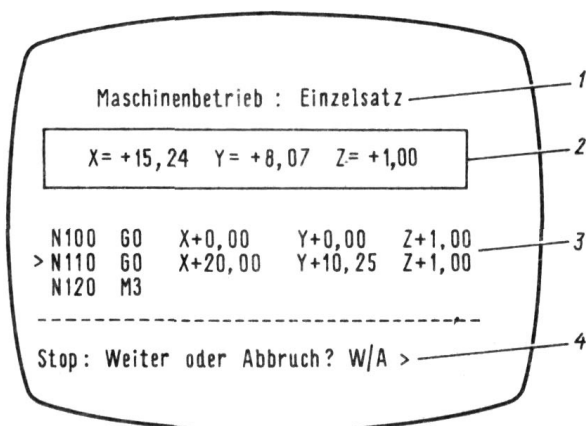 Maschinenbetrieb : Einzelsatz
1
X= +15,24 Y= +8,07 Z= +1,00
2
N100 G0 X+0,00 Y+0,00 Z+1,00
>N110 G0 X+20,00 Y+10,25 Z+1,00
3
N120 M3
Stop: Weiter oder Abbruch? W/A >
4